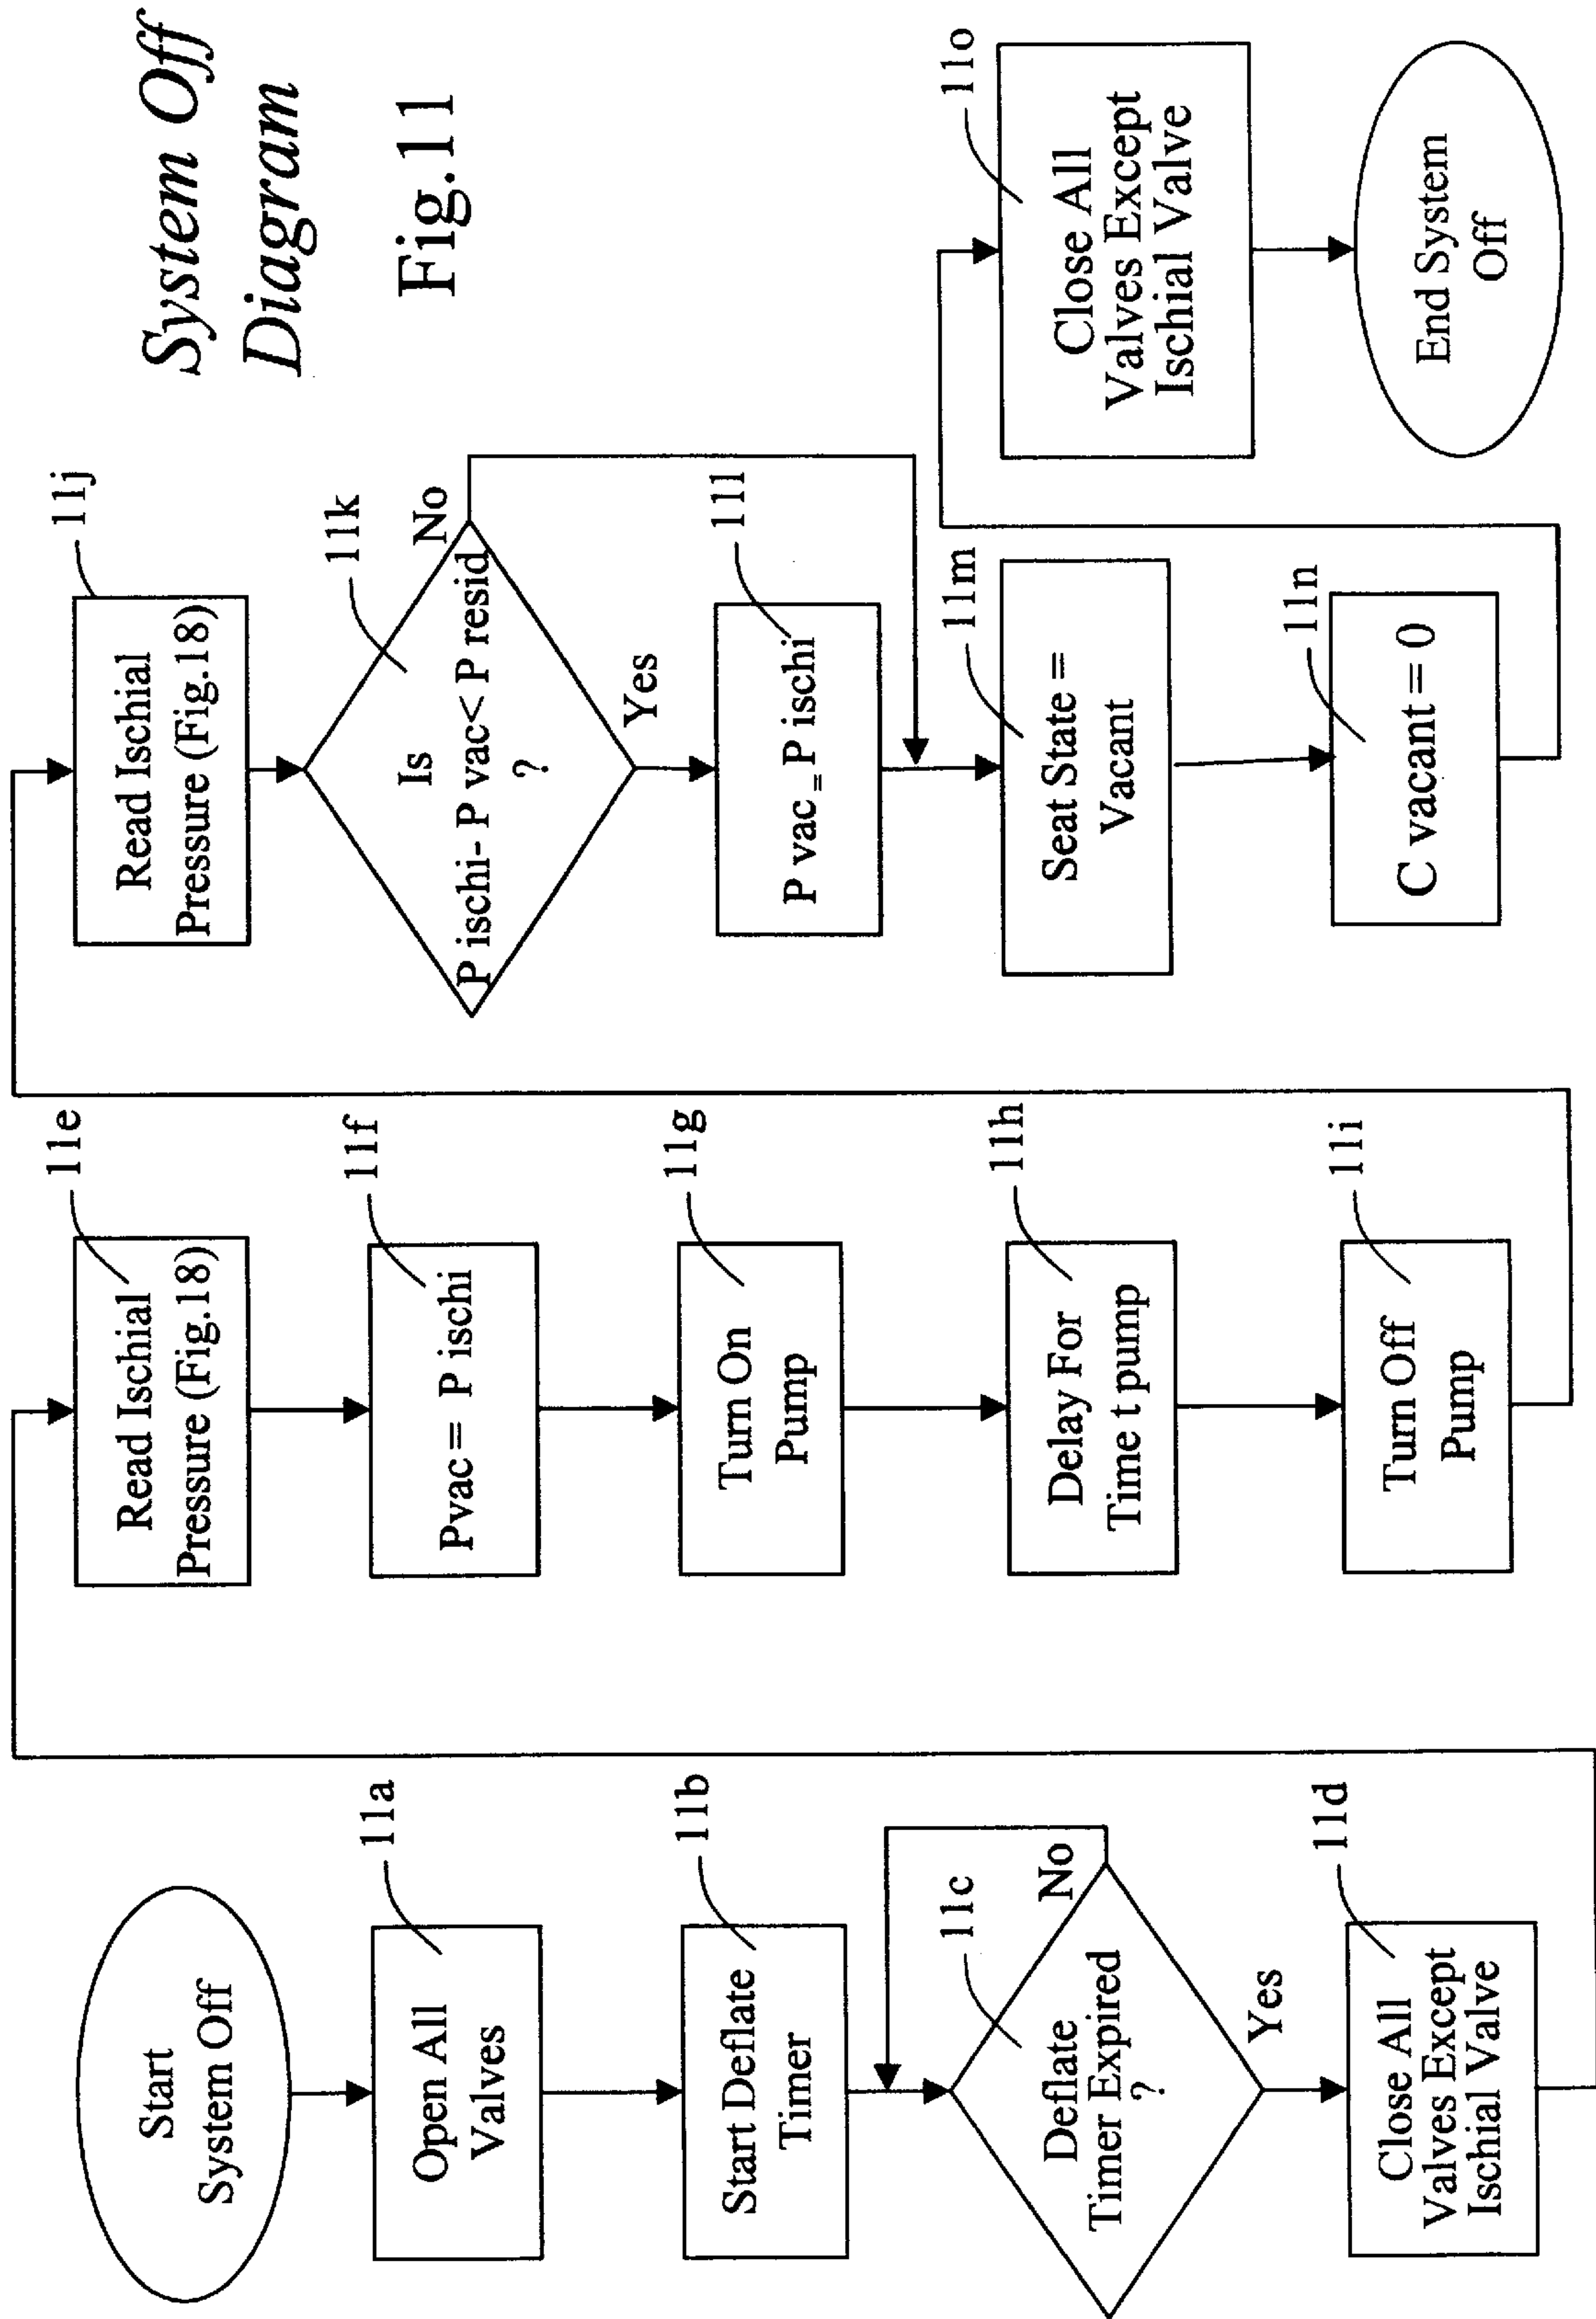 System Off
Diagram
Fig.11
Start
System Off
11a
Open All
Valves
11b
Start Deflate
Timer
11c
Deflate
Timer Expired
?
No
Yes
11d
Close All
Valves Except
Ischial Valve
11e
Read Ischial
Pressure (Fig.18)
11f
Pvac = P ischi
11g
Turn On
Pump
11h
Delay For
Time t pump
11i
Turn Off
Pump
11j
Read Ischial
Pressure (Fig.18)
11k
Is
P ischi- P vac< P resid
?
No
Yes
11l
P vac = P ischi
11m
Seat State =
Vacant
11n
C vacant = 0
11o
Close All
Valves Except
Ischial Valve
End System
Off